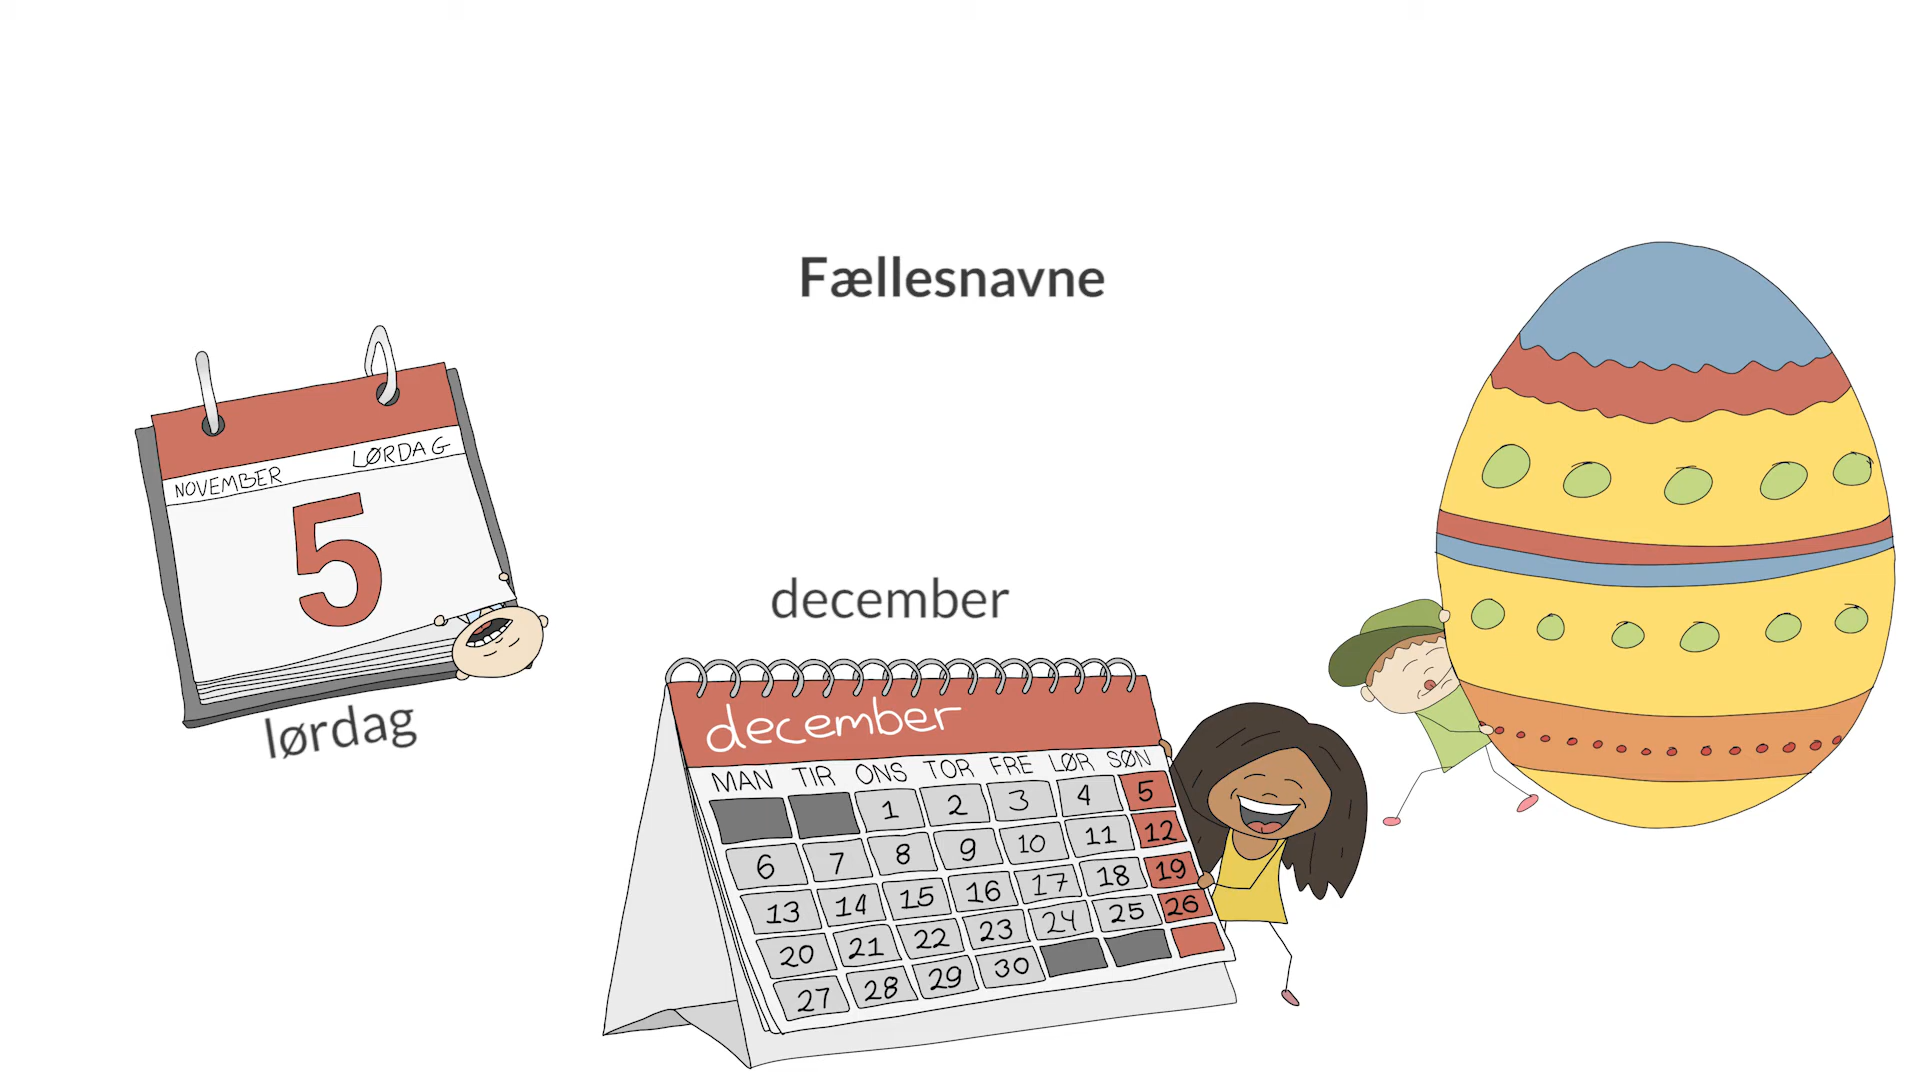 Fællesnavne
NOVEMBER LØRDAG
5
lørdag
december
december
MAN TIR ONS TOR FRE LØR SØN
1 2 3 4 5
6 7 8 9 10 11 12
13 14 15 16 17 18 19
20 21 22 23 24 25 26
27 28 29 30